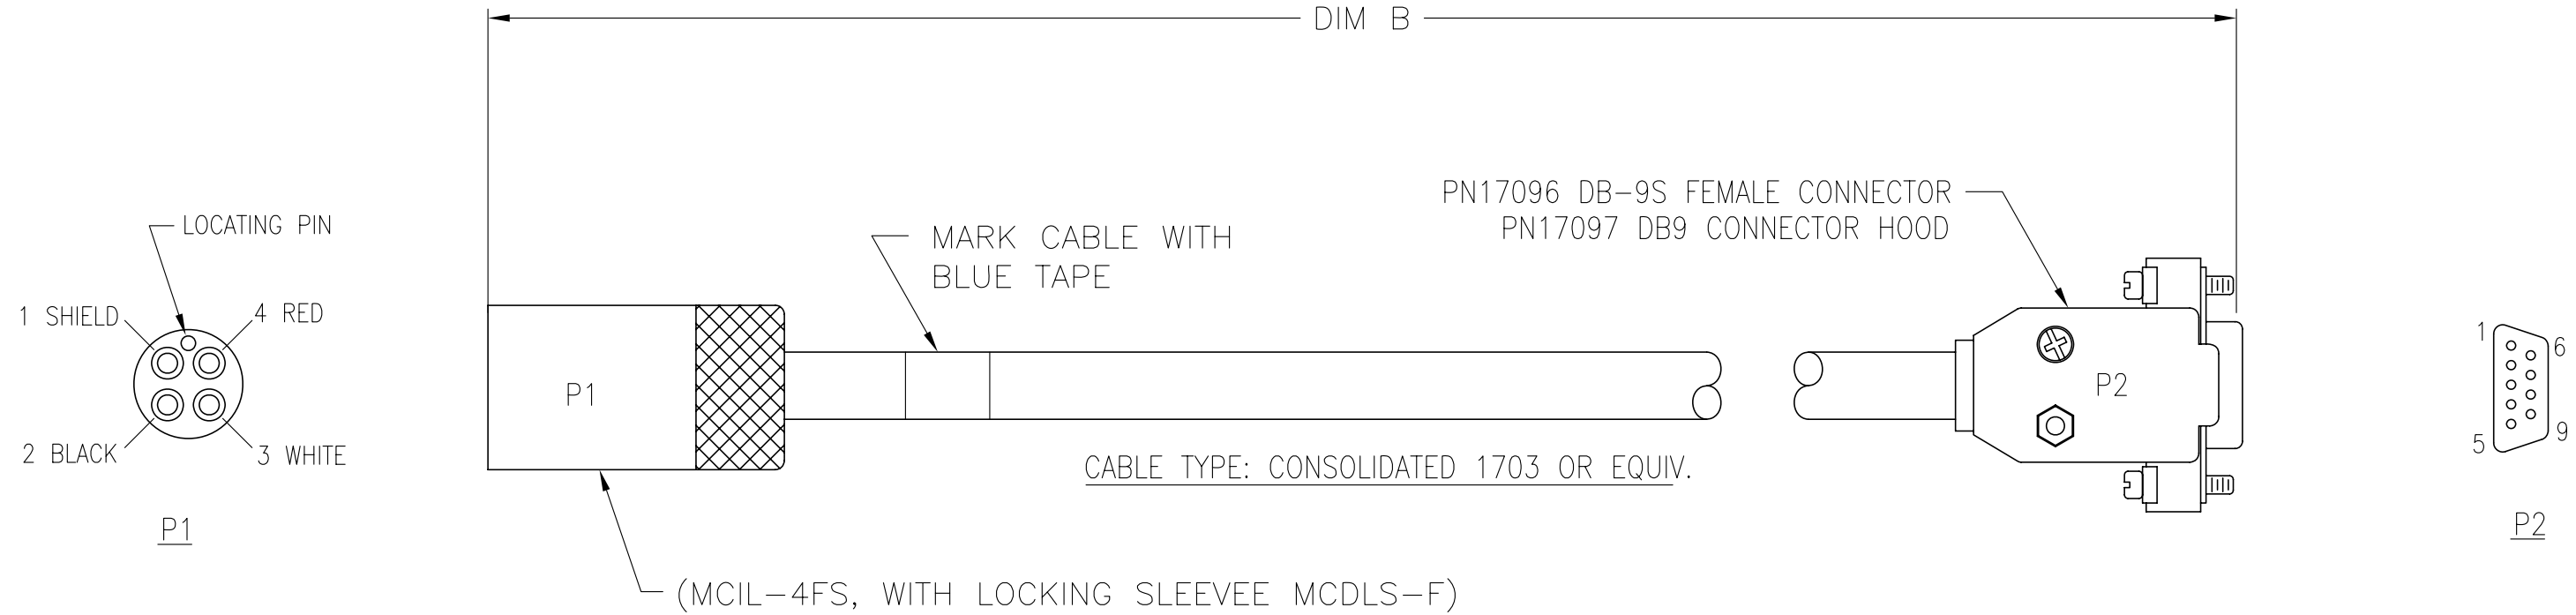 DIM B
PN17096 DB-9S FEMALE CONNECTOR
PN17097 DB9 CONNECTOR HOOD
LOCATING PIN
MARK CABLE WITH
BLUE TAPE
1 SHIELD
4 RED
2 BLACK
3 WHITE
P1
P1
P2
1
6
5
9
P2
CABLE TYPE: CONSOLIDATED 1703 OR EQUIV.
(MCIL-4FS, WITH LOCKING SLEEVEE MCDLS-F)